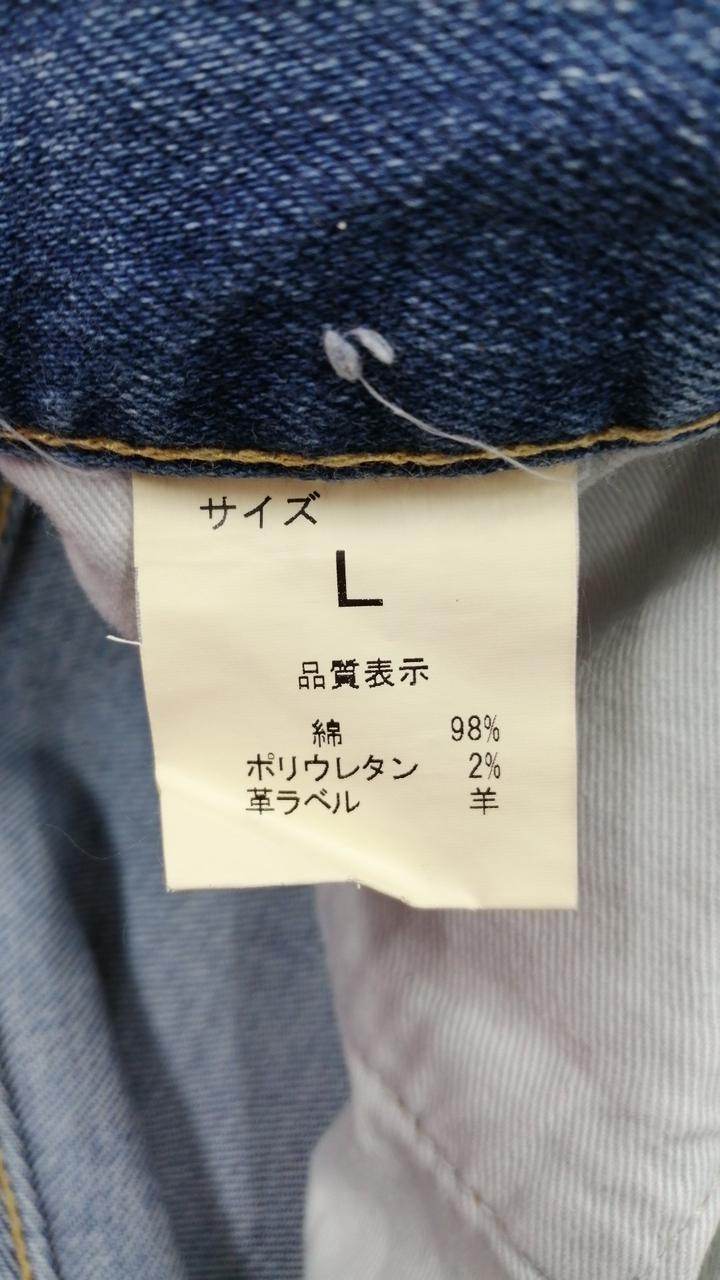 サイズ
L
品質表示
綿 98%
ポリウレタン 2%
革ラベル 羊